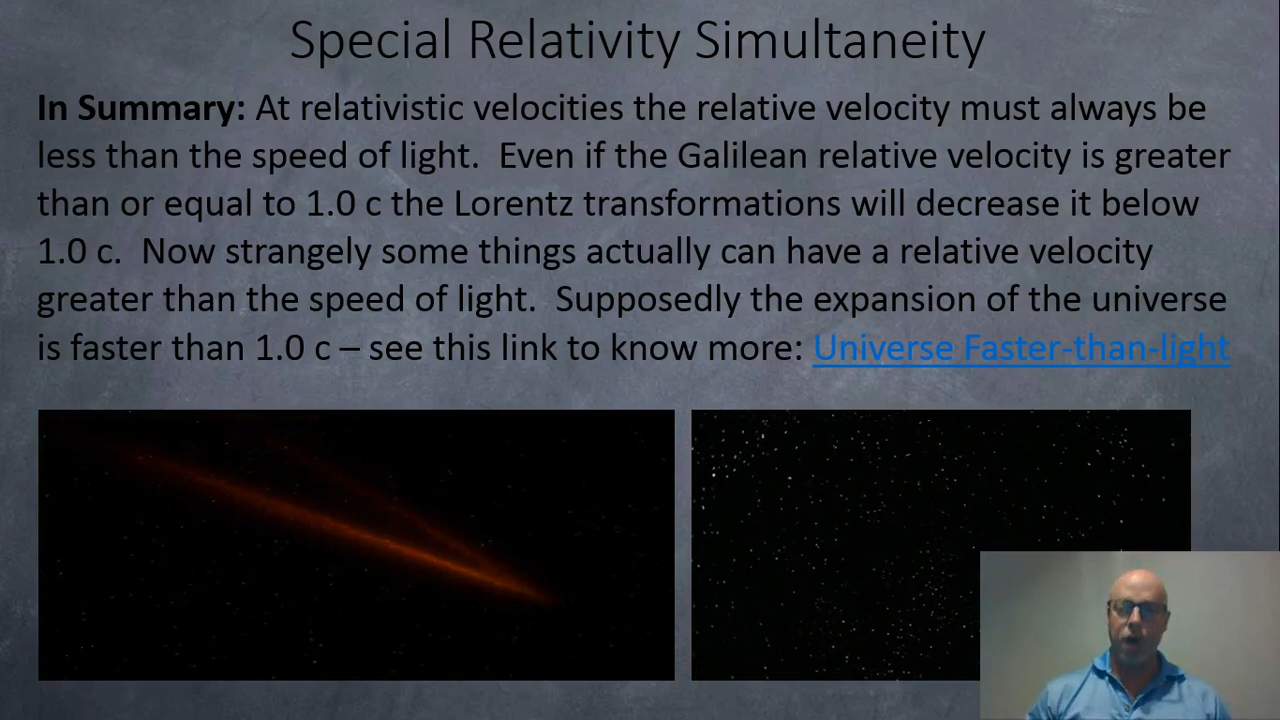 Special Relativity Simultaneity
In Summary: At relativistic velocities the relative velocity must always be
less than the speed of light.  Even if the Galilean relative velocity is greater
than or equal to 1.0 c the Lorentz transformations will decrease it below
1.0 c.  Now strangely some things actually can have a relative velocity
greater than the speed of light.  Supposedly the expansion of the universe
is faster than 1.0 c – see this link to know more: Universe Faster-than-light